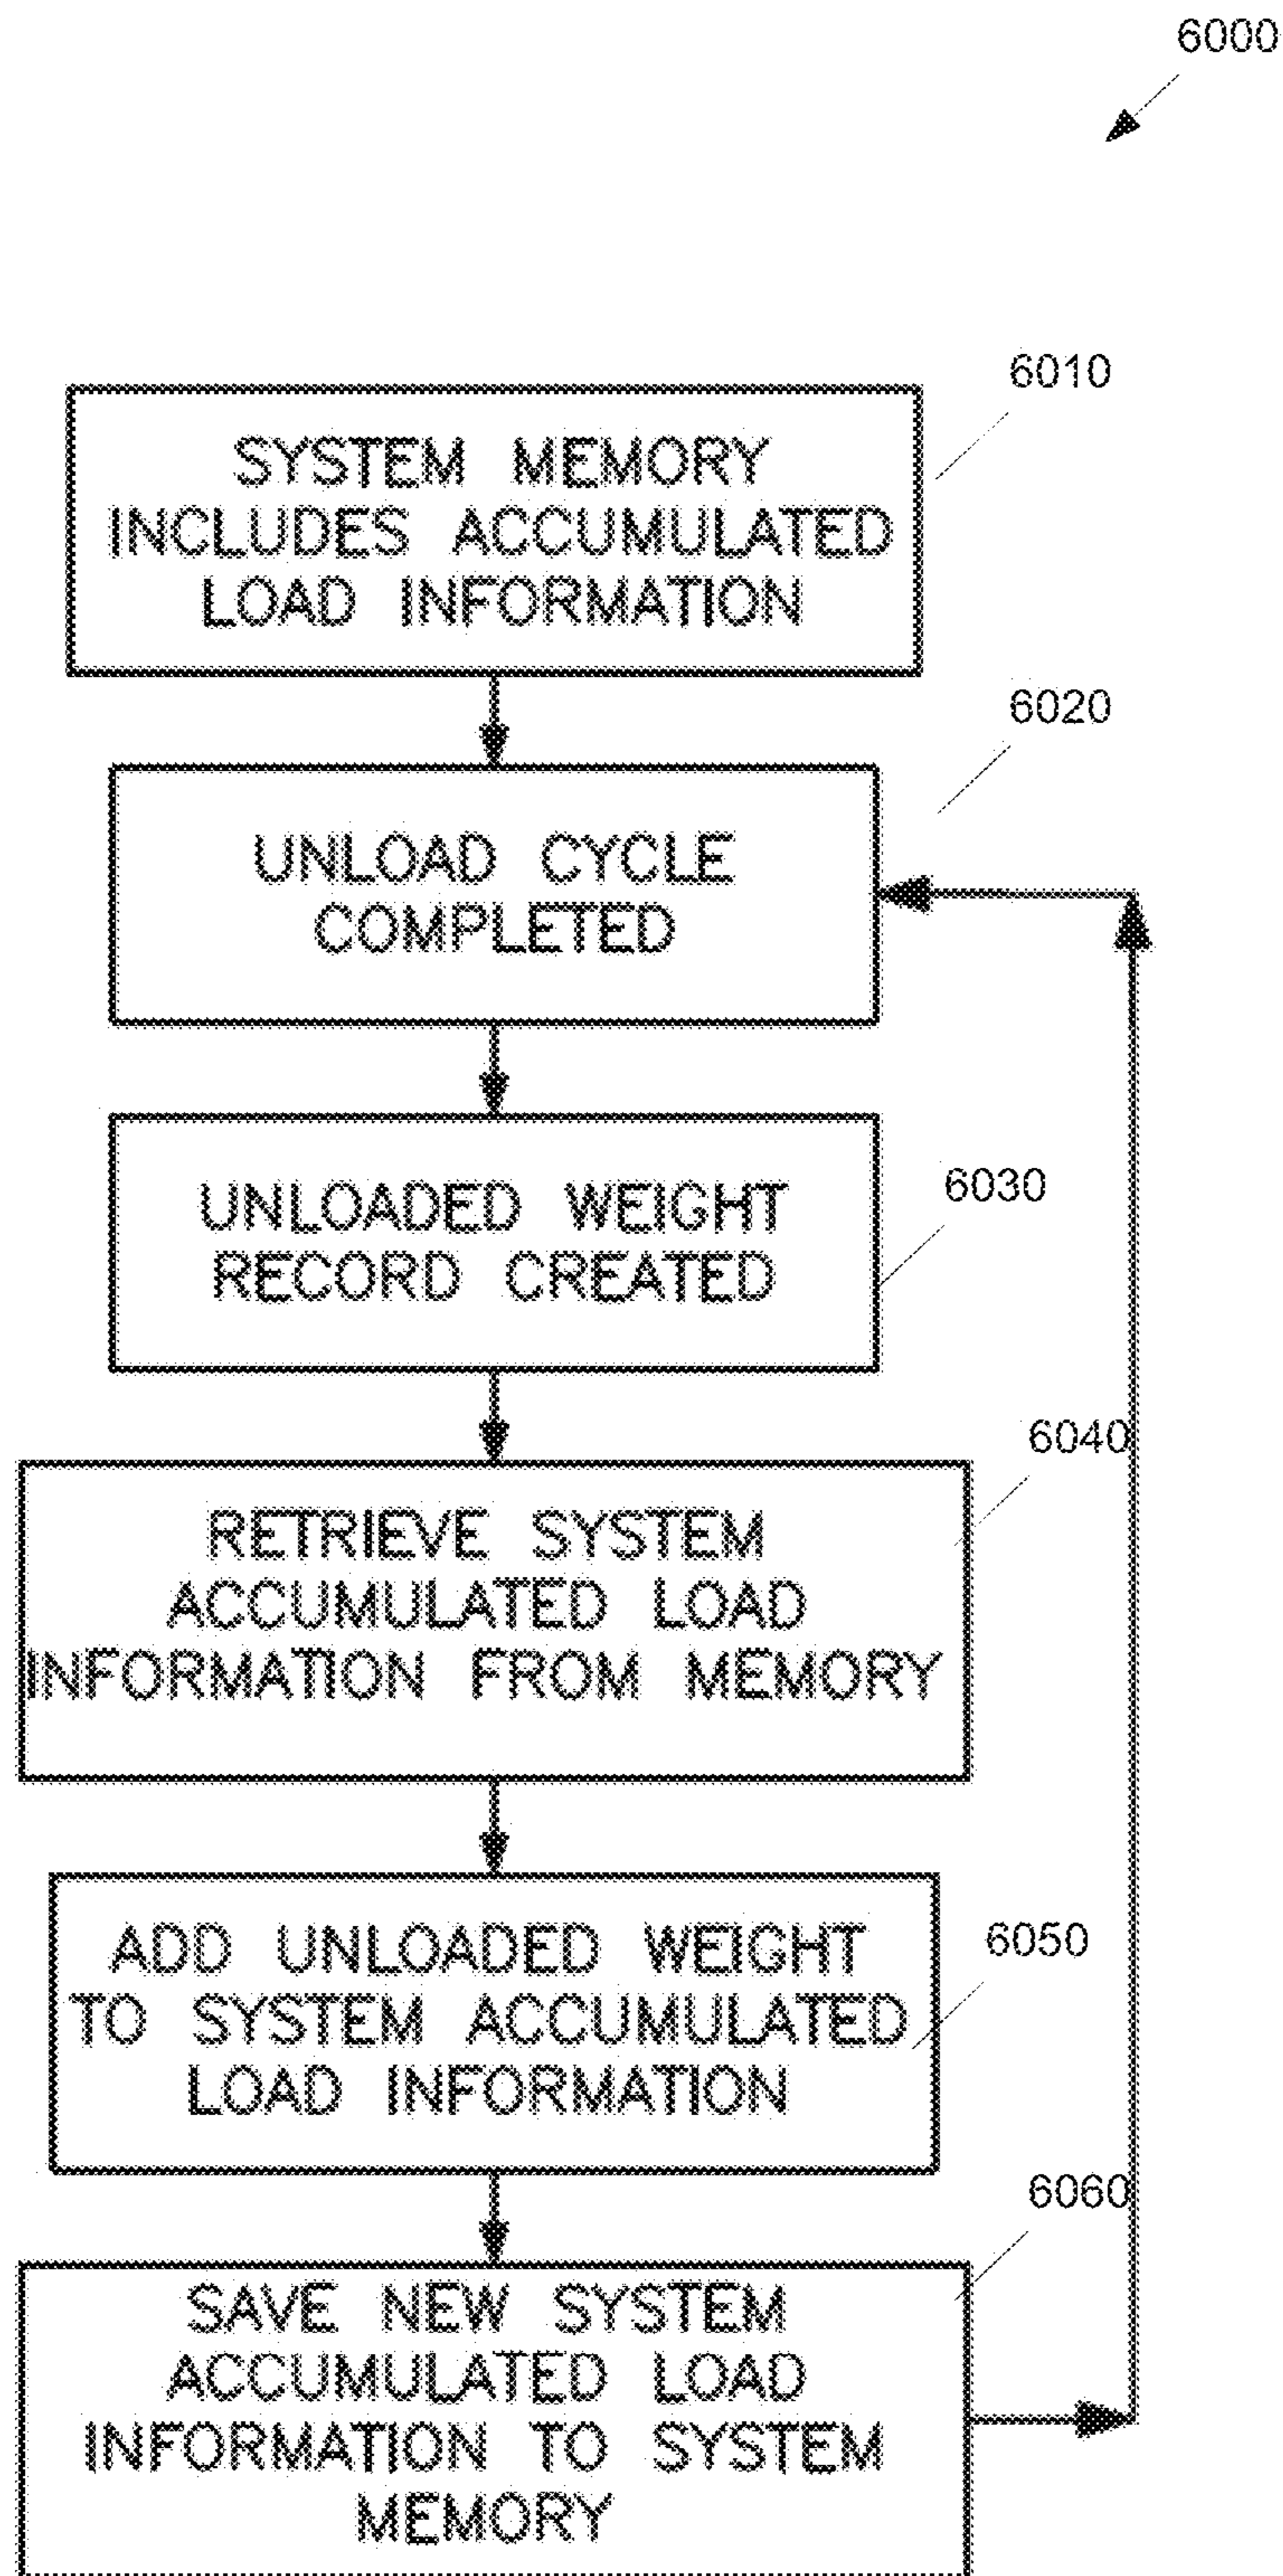 6000
6010
SYSTEM MEMORY
INCLUDES ACCUMULATED
LOAD INFORMATION
6020
UNLOAD CYCLE
COMPLETED
6030
UNLOADED WEIGHT
RECORD CREATED
6040
RETRIEVE SYSTEM
ACCUMULATED LOAD
INFORMATION FROM MEMORY
6050
ADD UNLOADED WEIGHT
TO SYSTEM ACCUMULATED
LOAD INFORMATION
6060
SAVE NEW SYSTEM
ACCUMULATED LOAD
INFORMATION TO SYSTEM
MEMORY